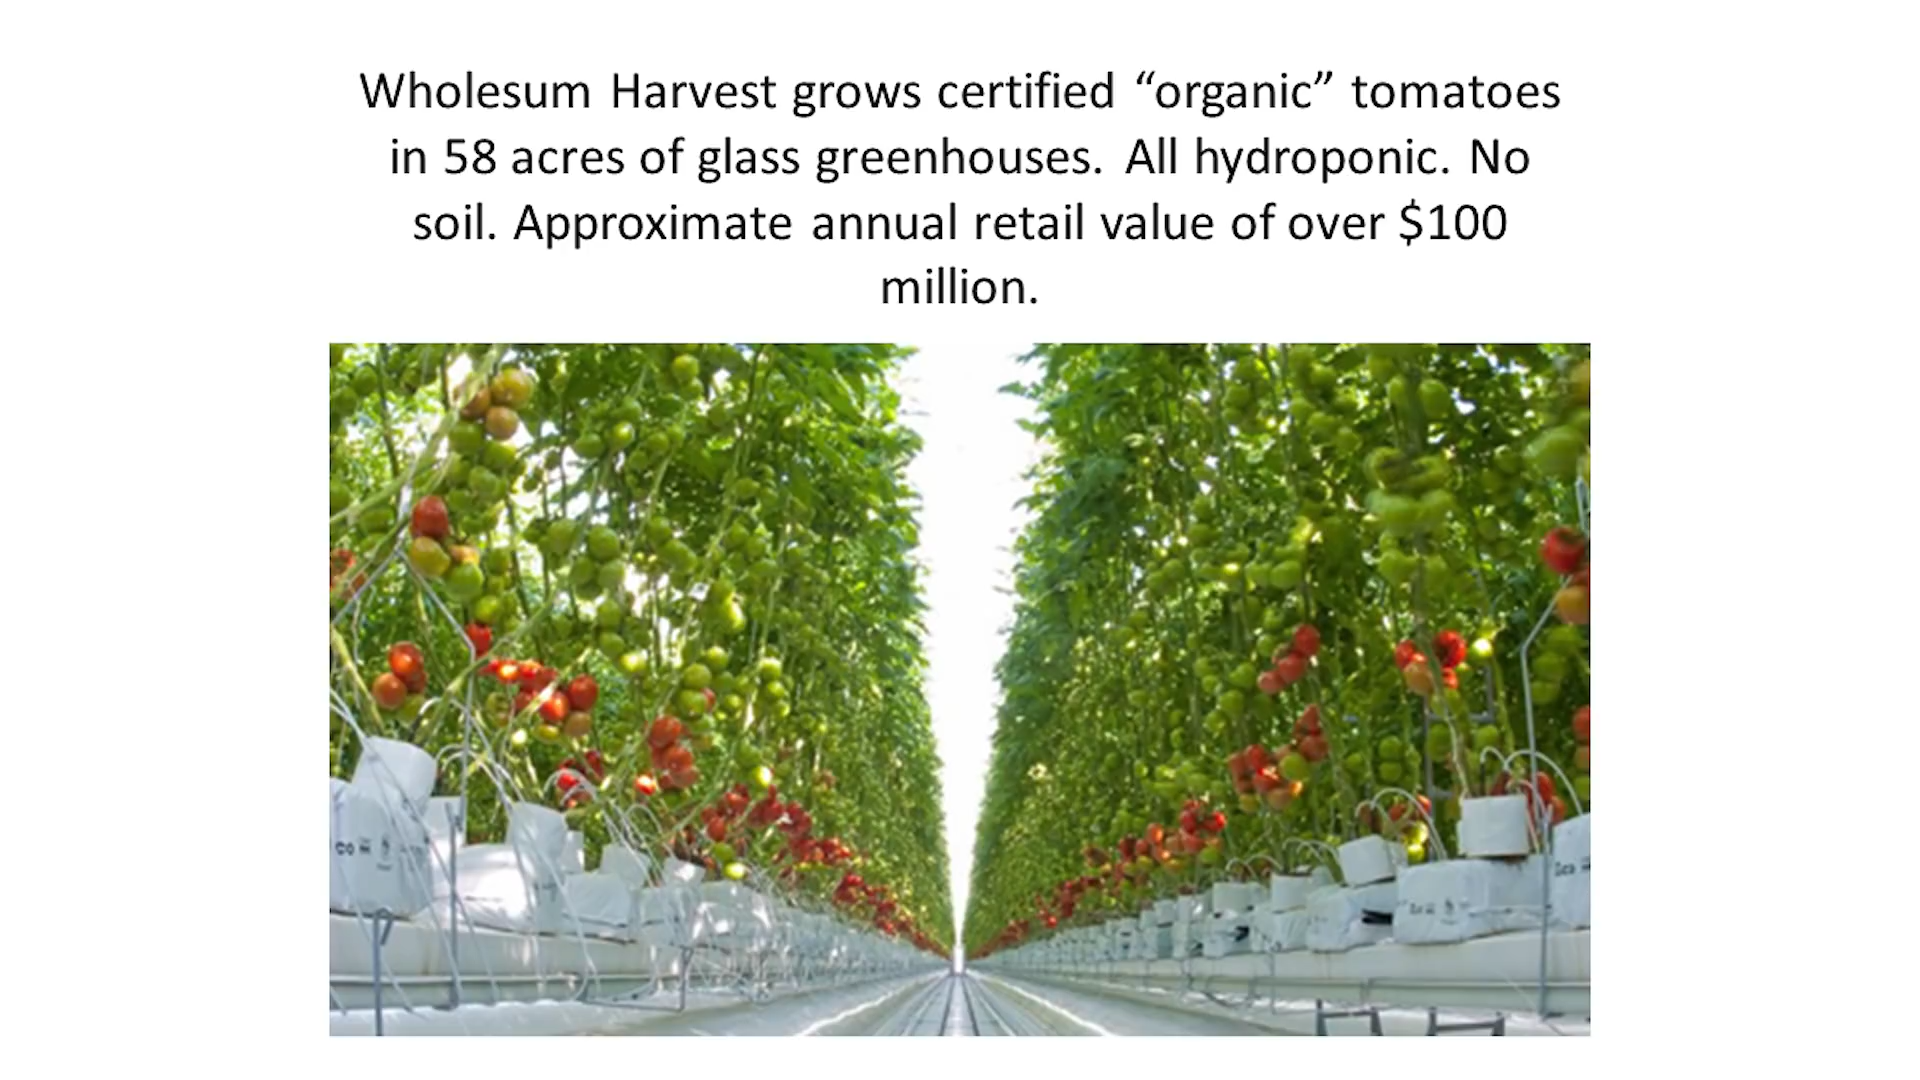 Wholesum Harvest grows certified “organic” tomatoes
in 58 acres of glass greenhouses. All hydroponic. No
soil. Approximate annual retail value of over $100
million.